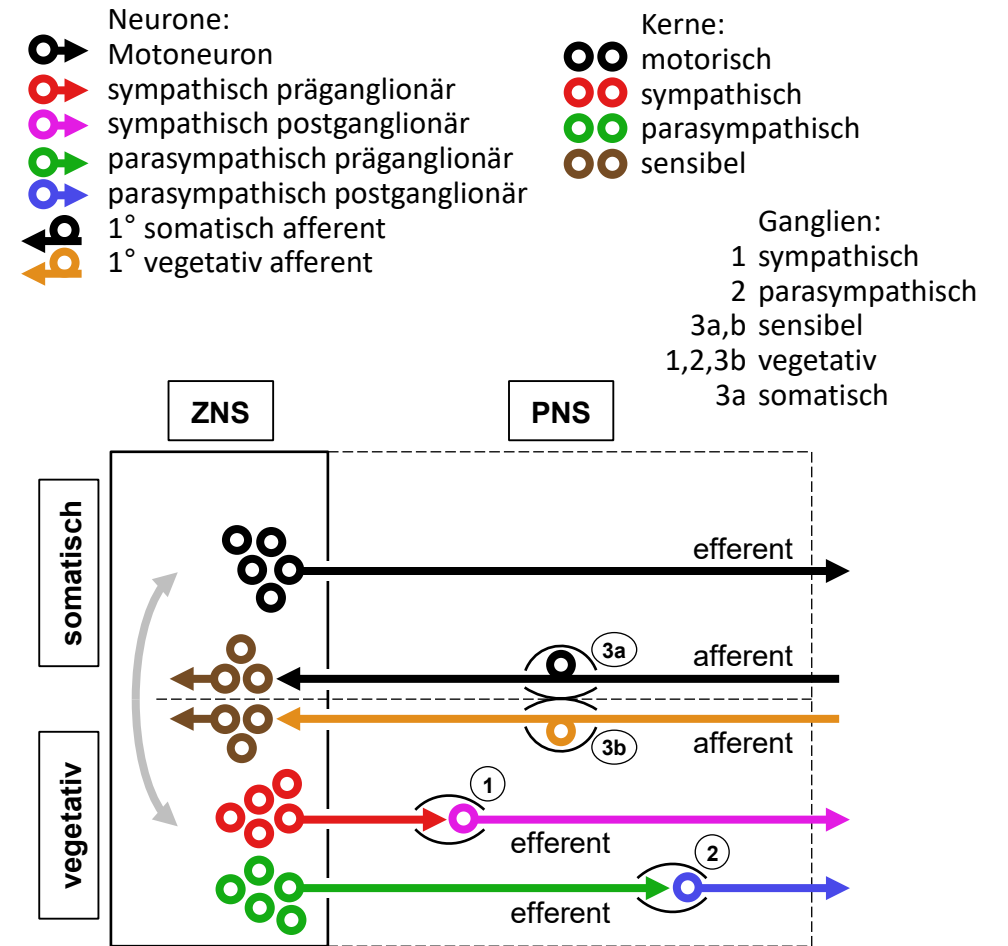 Neurone:
Motoneuron
sympathisch präganglionär
sympathisch postganglionär
parasympathisch präganglionär
parasympathisch postganglionär
1° somatisch afferent
1° vegetativ afferent
Kerne:
motorisch
sympathisch
parasympathisch
sensibel
Ganglien:
1 sympathisch
2 parasympathisch
3a,b sensibel
1,2,3b vegetativ
3a somatisch
ZNS
PNS
somatisch
efferent
3a
afferent
afferent
3b
vegetativ
1
efferent
2
efferent